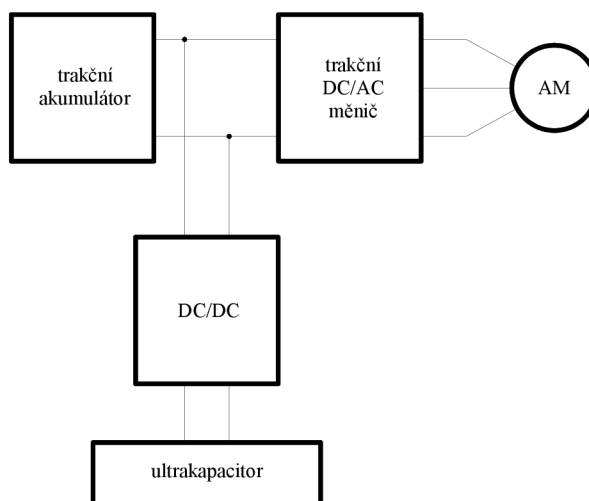 trakční
akumulátor
trakční
DC/AC
měnič
AM
DC/DC
ultrakapacitor